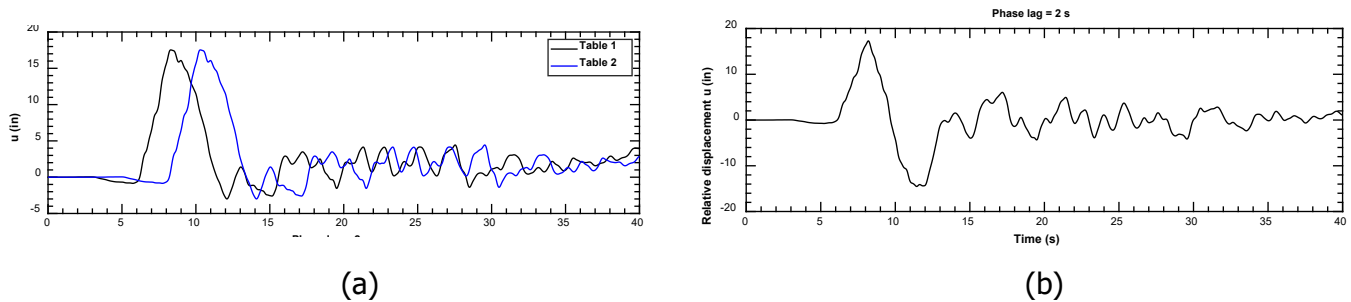 20
15
10
5
0
-5
u (in)
Table 1
Table 2
0 5 10 15 20 25 30 35 40
(a)
Phase lag = 2 s
20
10
0
-10
-20
Relative displacement u (in)
0 5 10 15 20 25 30 35 40
Time (s)
(b)